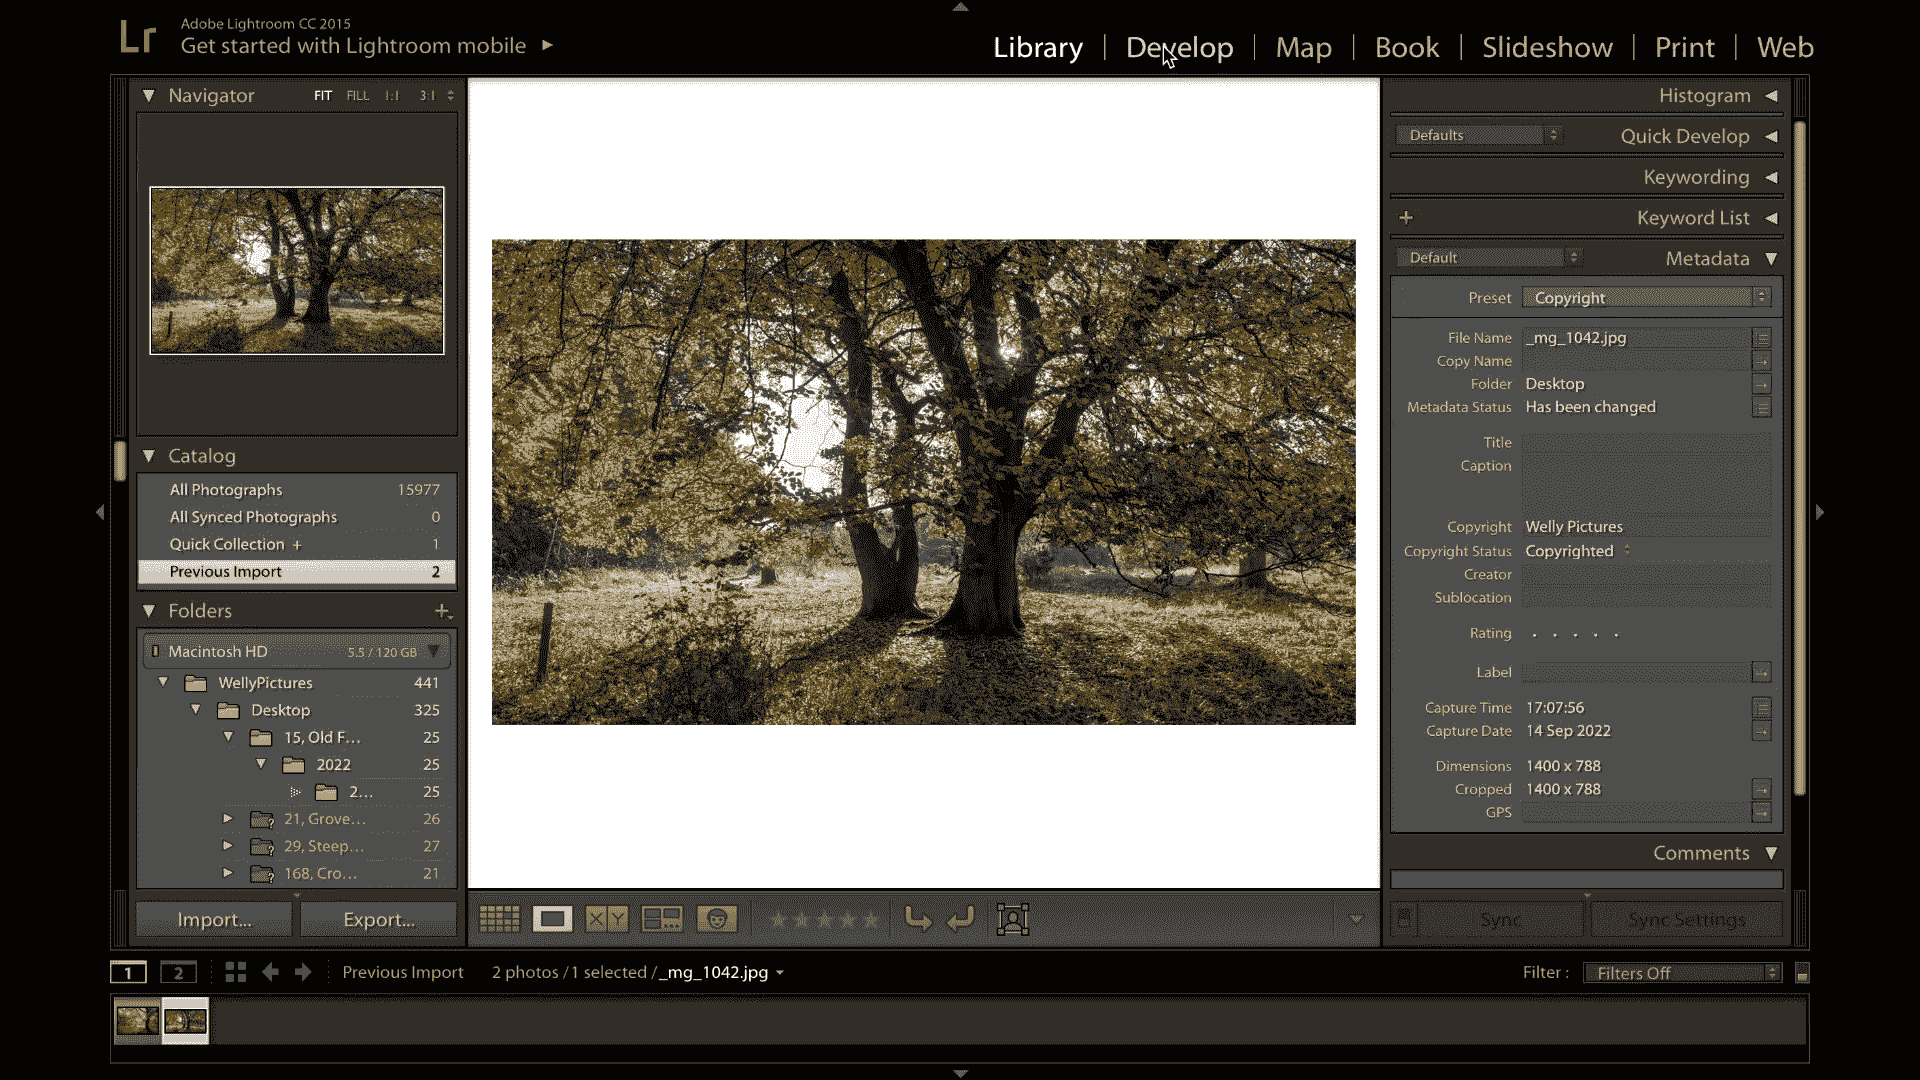 Lr
Adobe Lightroom CC 2015
Get started with Lightroom mobile
Library | Develop | Map | Book | Slideshow | Print | Web
Navigator FIT FILL 1:1 3:1
Catalog
All Photographs 15977
All Synced Photographs 0
Quick Collection + 1
Previous Import 2
Folders
Macintosh HD 5.5 / 120 GB
WellyPictures 441
Desktop 325
15, Old F... 25
2022 25
2... 25
21, Grove... 26
29, Steep... 27
168, Cro... 21
Import... Export...
X Y
Histogram
Defaults Quick Develop
Keywording
Keyword List
Default Metadata
Preset Copyright
File Name _mg_1042.jpg
Copy Name
Folder Desktop
Metadata Status Has been changed
Title
Caption
Copyright Welly Pictures
Copyright Status Copyrighted
Creator
Sublocation
Rating
Label
Capture Time 17:07:56
Capture Date 14 Sep 2022
Dimensions 1400 x 788
Cropped 1400 x 788
GPS
Comments
Sync Sync Settings
1 2 Previous Import 2 photos / 1 selected / _mg_1042.jpg
Filter : Filters Off